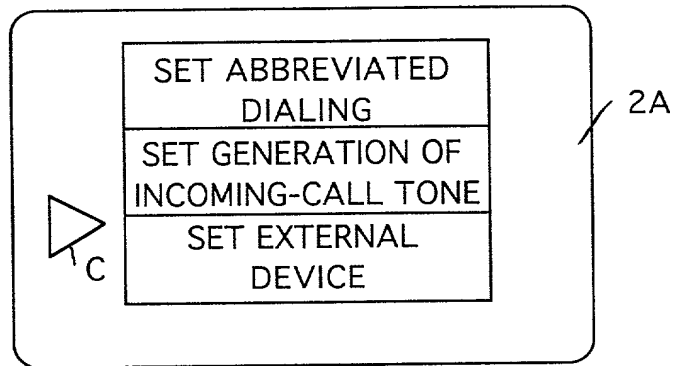 SET ABBREVIATED
DIALING
2A
SET GENERATION OF
INCOMING-CALL TONE
SET EXTERNAL
DEVICE
C